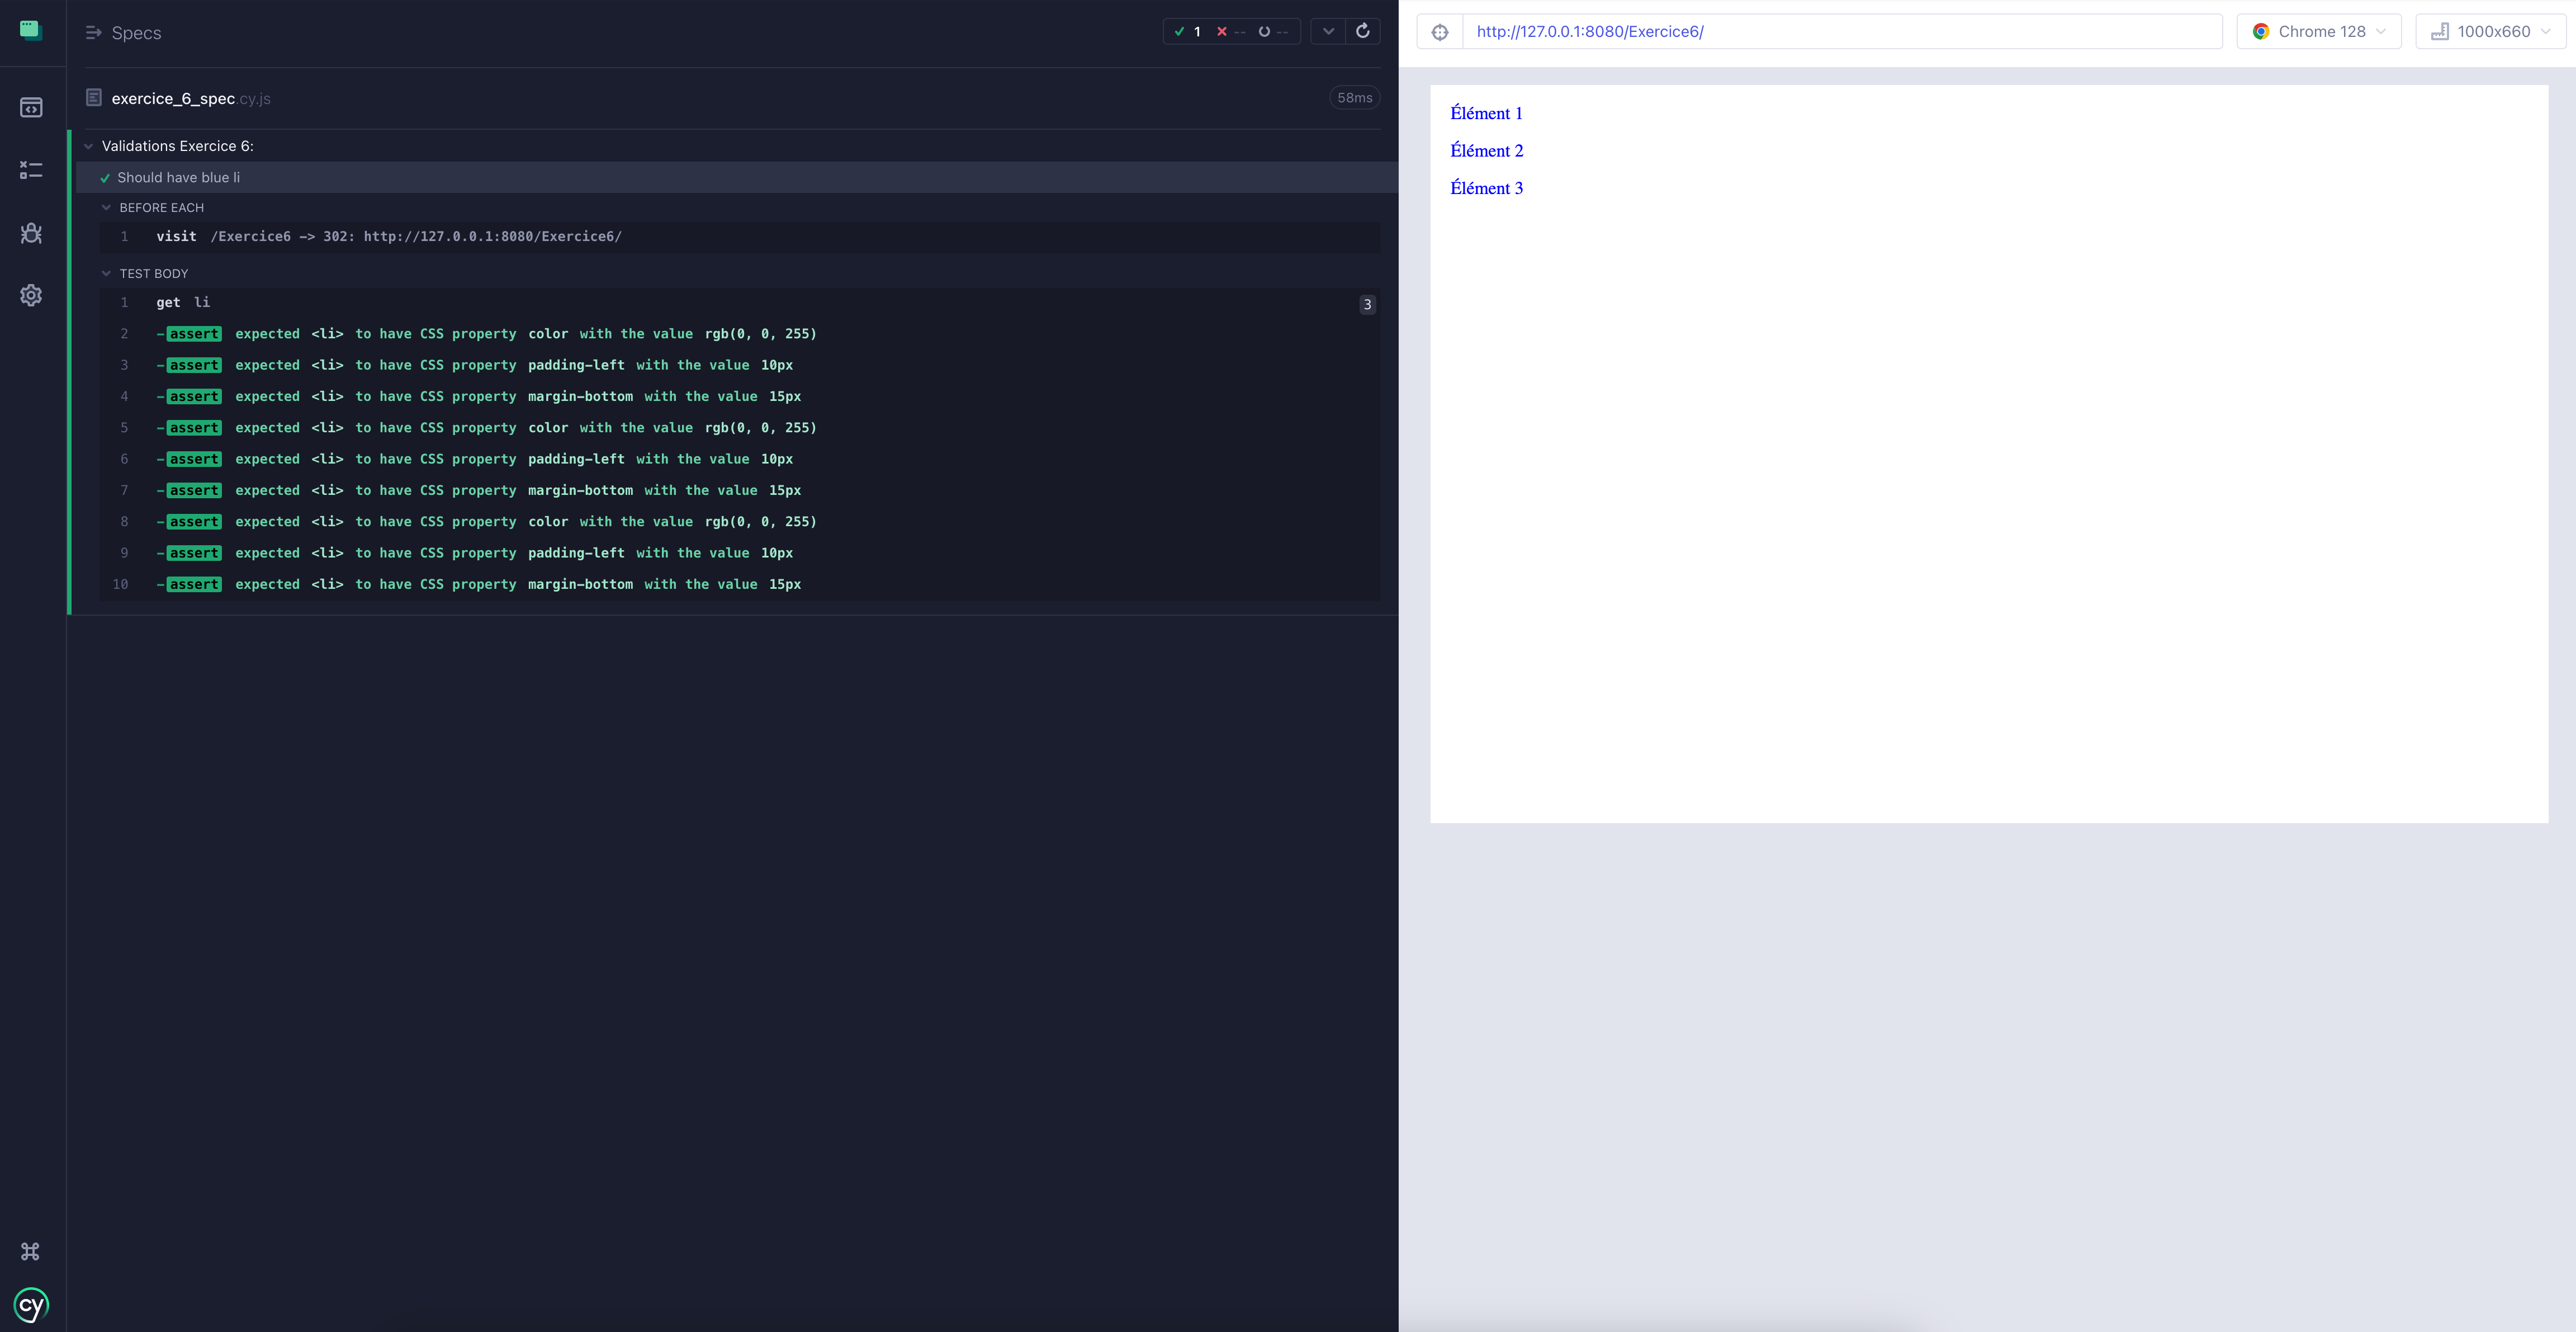 Specs
1 -- --
exercice_6_spec.cy.js
58ms
Validations Exercice 6:
Should have blue li
BEFORE EACH
1 visit /Exercice6 -> 302: http://127.0.0.1:8080/Exercice6/
TEST BODY
1 get li 3
2 -assert expected <li> to have CSS property color with the value rgb(0, 0, 255)
3 -assert expected <li> to have CSS property padding-left with the value 10px
4 -assert expected <li> to have CSS property margin-bottom with the value 15px
5 -assert expected <li> to have CSS property color with the value rgb(0, 0, 255)
6 -assert expected <li> to have CSS property padding-left with the value 10px
7 -assert expected <li> to have CSS property margin-bottom with the value 15px
8 -assert expected <li> to have CSS property color with the value rgb(0, 0, 255)
9 -assert expected <li> to have CSS property padding-left with the value 10px
10 -assert expected <li> to have CSS property margin-bottom with the value 15px
cy
http://127.0.0.1:8080/Exercice6/
Chrome 128
1000x660
Élément 1
Élément 2
Élément 3